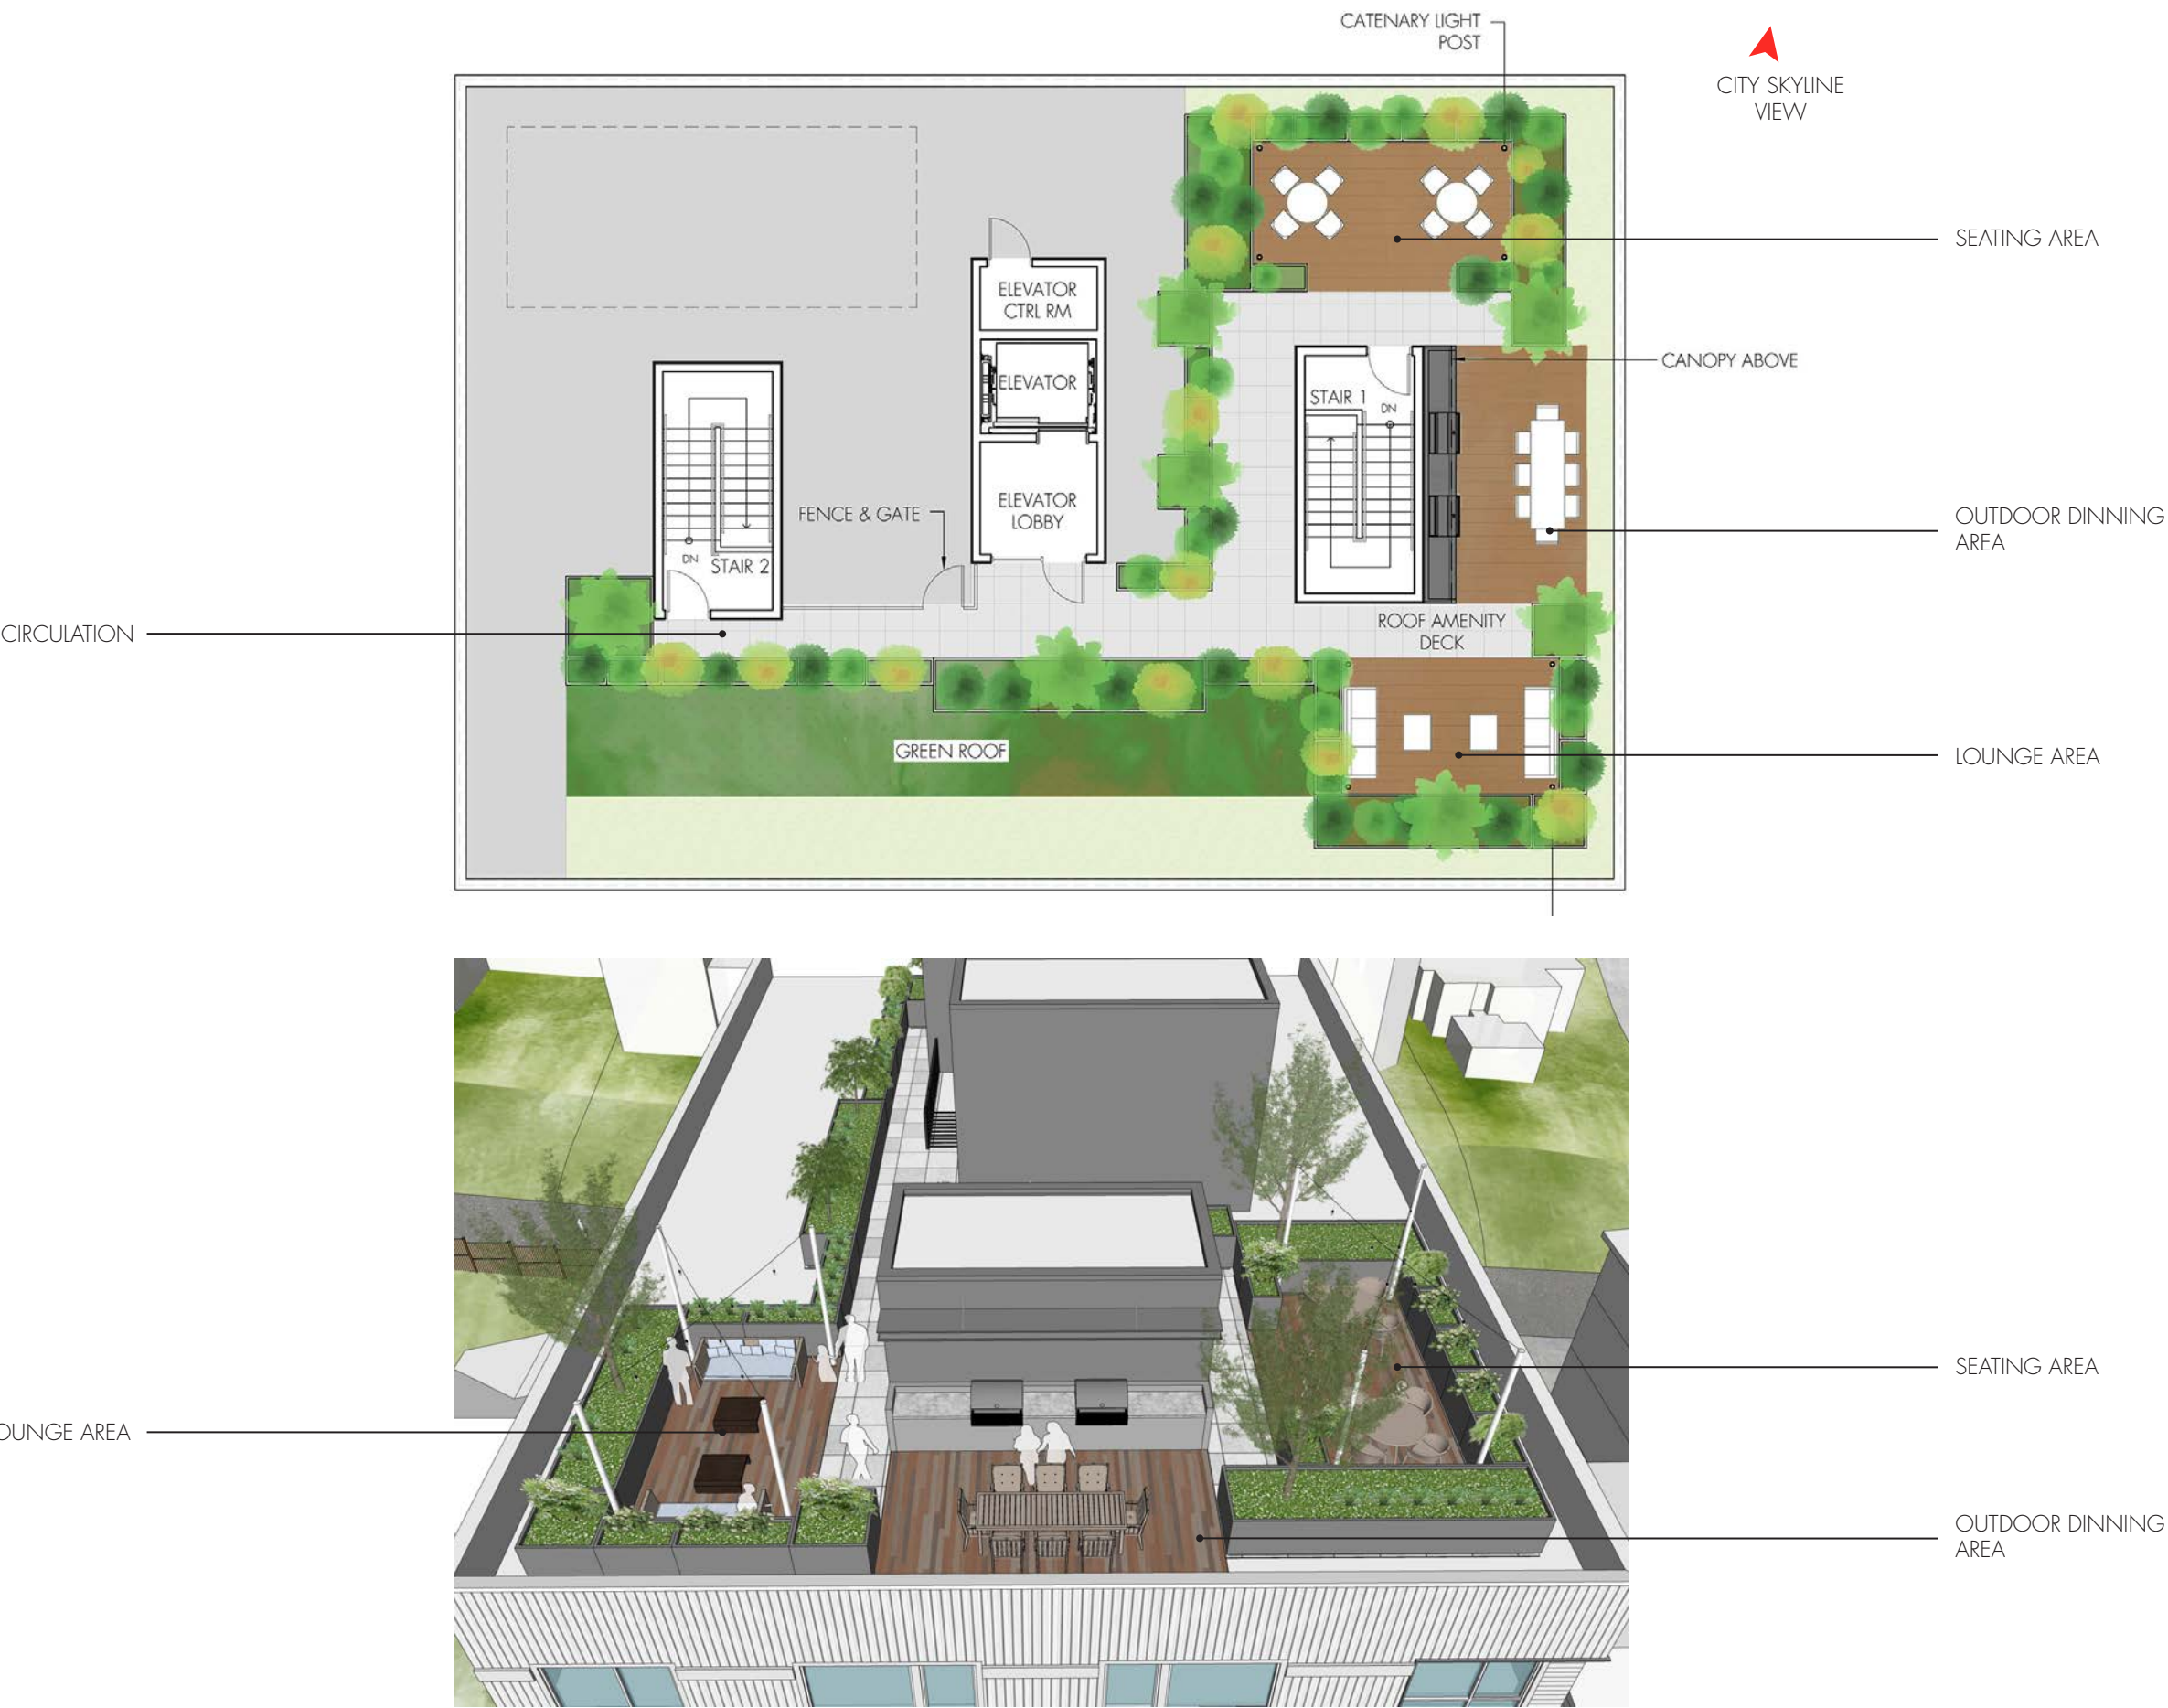 CATENARY LIGHT
POST
CITY SKYLINE
VIEW
SEATING AREA
ELEVATOR
CTRL RM
CANOPY ABOVE
ELEVATOR
STAIR 1
DN
ELEVATOR
LOBBY
FENCE & GATE
OUTDOOR DINNING
AREA
DN
STAIR 2
ROOF AMENITY
DECK
CIRCULATION
GREEN ROOF
LOUNGE AREA
SEATING AREA
OUNGE AREA
OUTDOOR DINNING
AREA